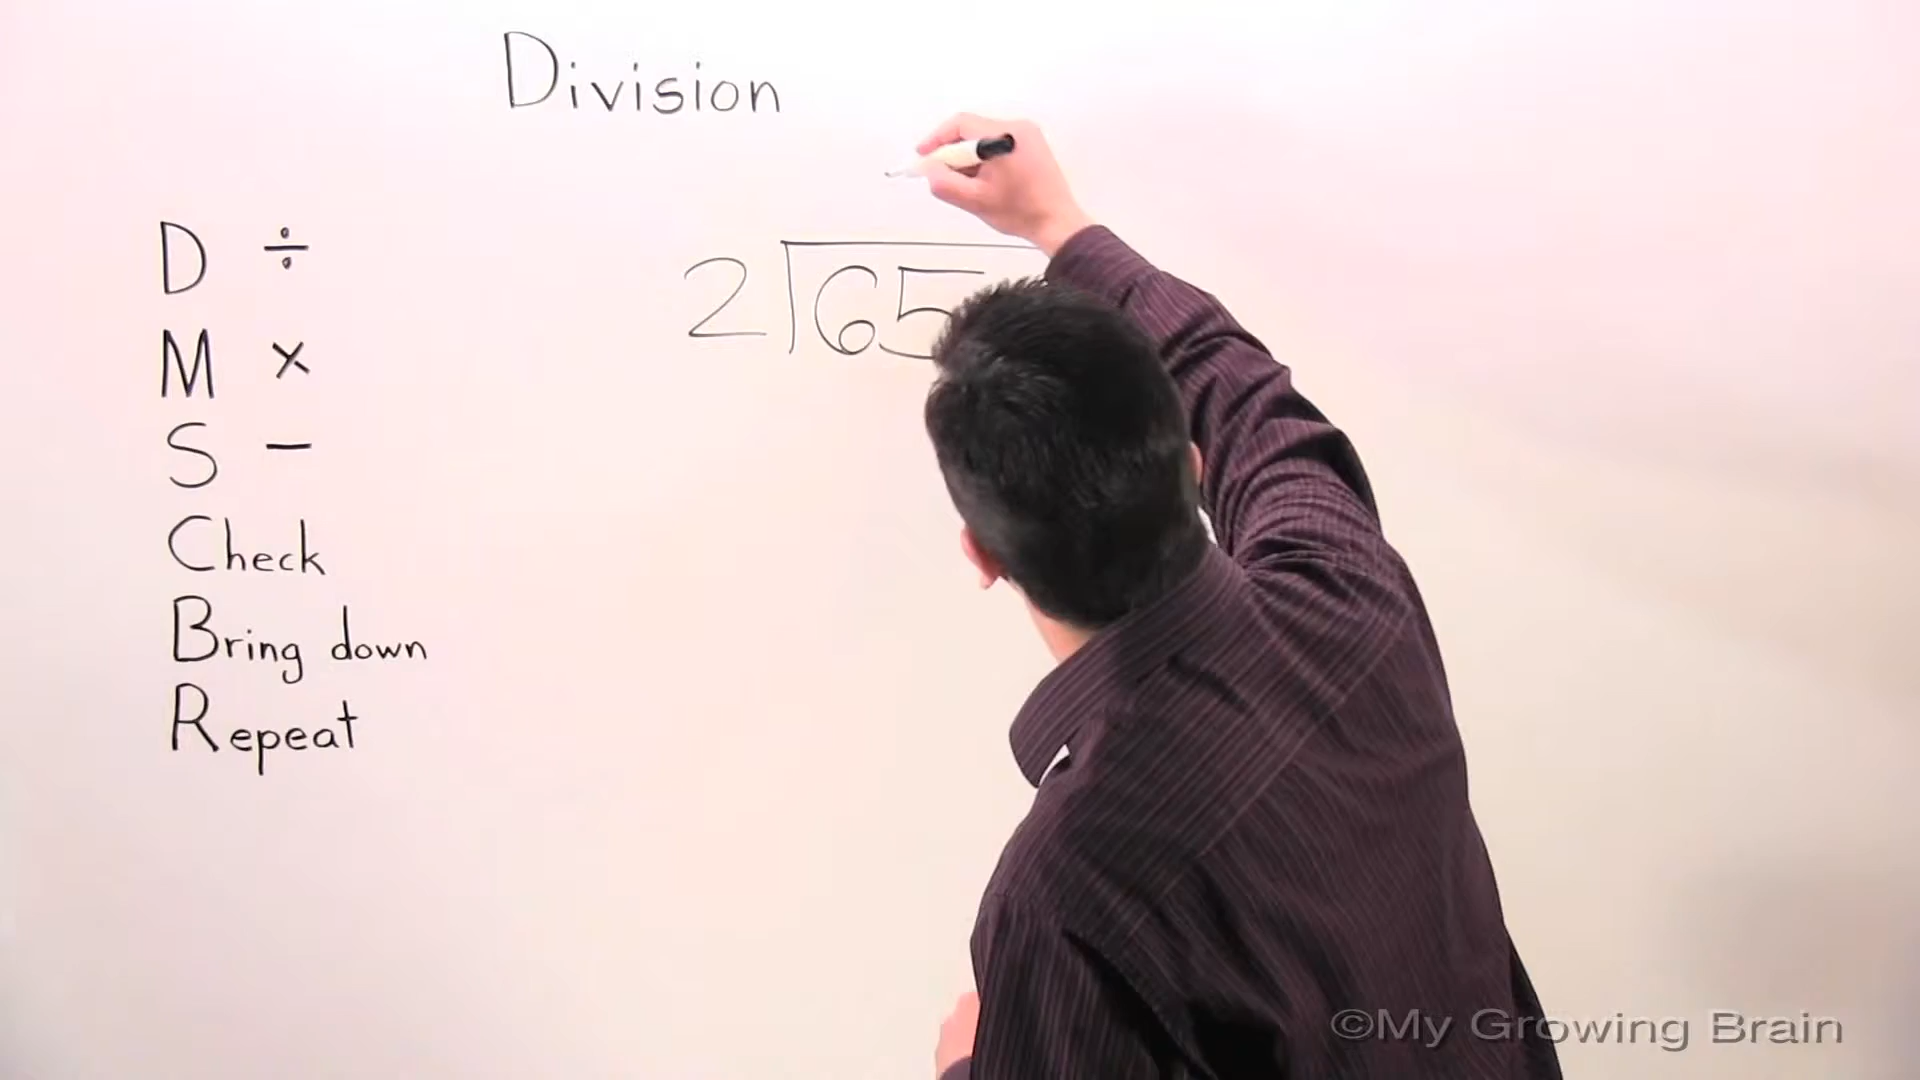 Division
D ÷
M ×
S −
Check
Bring down
Repeat
2 65
©My Growing Brain